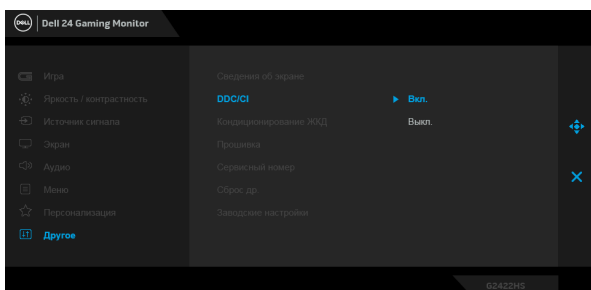 DELL
Dell 24 Gaming Monitor
Игра
Яркость / контрастность
Источник сигнала
Экран
Аудио
Меню
Персонализация
Другое
Сведения об экране
DDC/CI
Кондиционирование ЖКД
Прошивка
Сервисный номер
Сброс др.
Заводские настройки
Вкл.
Выкл.
G2422HS